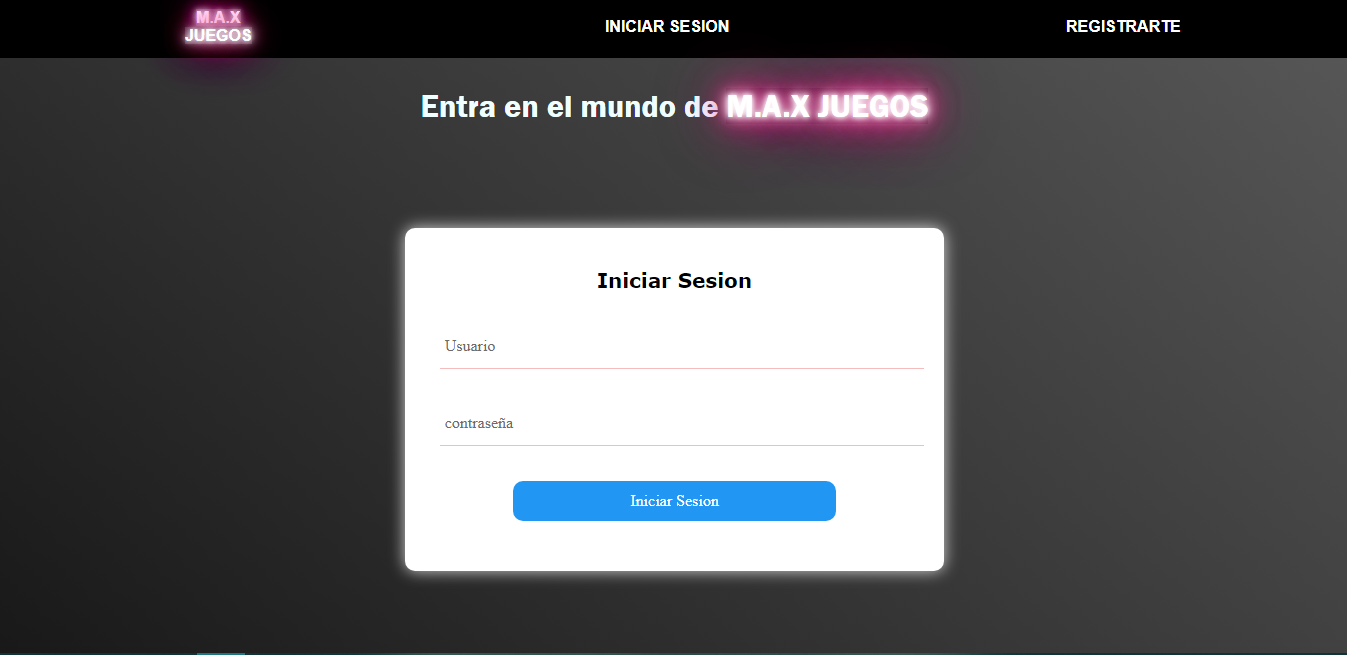 M.A.X
JUEGOS
INICIAR SESION
REGISTRARTE
Entra en el mundo de M.A.X JUEGOS
Iniciar Sesion
Usuario
contraseña
Iniciar Sesion